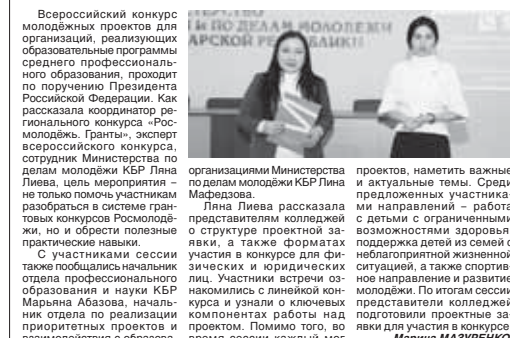 Всероссийский конкурс
молодёжных проектов для
организаций, реализующих
образовательные программы
среднего профессиональ-
ного образования, проходит
по поручению Президента
Российской Федерации. Как
рассказала координатор ре-
гионального конкурса «Рос-
молодёжь. Гранты», эксперт
всероссийского конкурса,
сотрудник Министерства по
делам молодёжи КБР Ляна
Лиева, цель мероприятия –
не только помочь участникам
разобраться в системе гран-
товых конкурсов Росмолодё-
жи, но и обрести полезные
практические навыки.
С участниками сессии
также пообщались начальник
отдела профессионального
образования и науки КБР
Марьяна Абазова, началь-
ник отдела по реализации
приоритетных проектов и
взаимодействия с образова-
И ПО ДЕЛАМ МОЛОДЕЖИ
организациями Министерства
по делам молодёжи КБР Лина
Мафедзова.
Ляна Лиева рассказала
представителям колледжей
о структуре проектной за-
явки, а также форматах
участия в конкурсе для фи-
зических и юридических
лиц. Участники встречи оз-
накомились с линейкой кон-
курса и узнали о ключевых
компонентах работы над
проектом. Помимо того, во
время сессии каждый мог
проектов, наметить важные
и актуальные темы. Среди
предложенных участника-
ми направлений – работа
с детьми с ограниченными
возможностями здоровья,
поддержка детей из семей с
неблагоприятной жизненной
ситуацией, а также спортив-
ное направление и развитие
молодёжи. По итогам сессии
представители колледжей
подготовили проектные за-
явки для участия в конкурсе.
Марина МАЗУРЕНКО